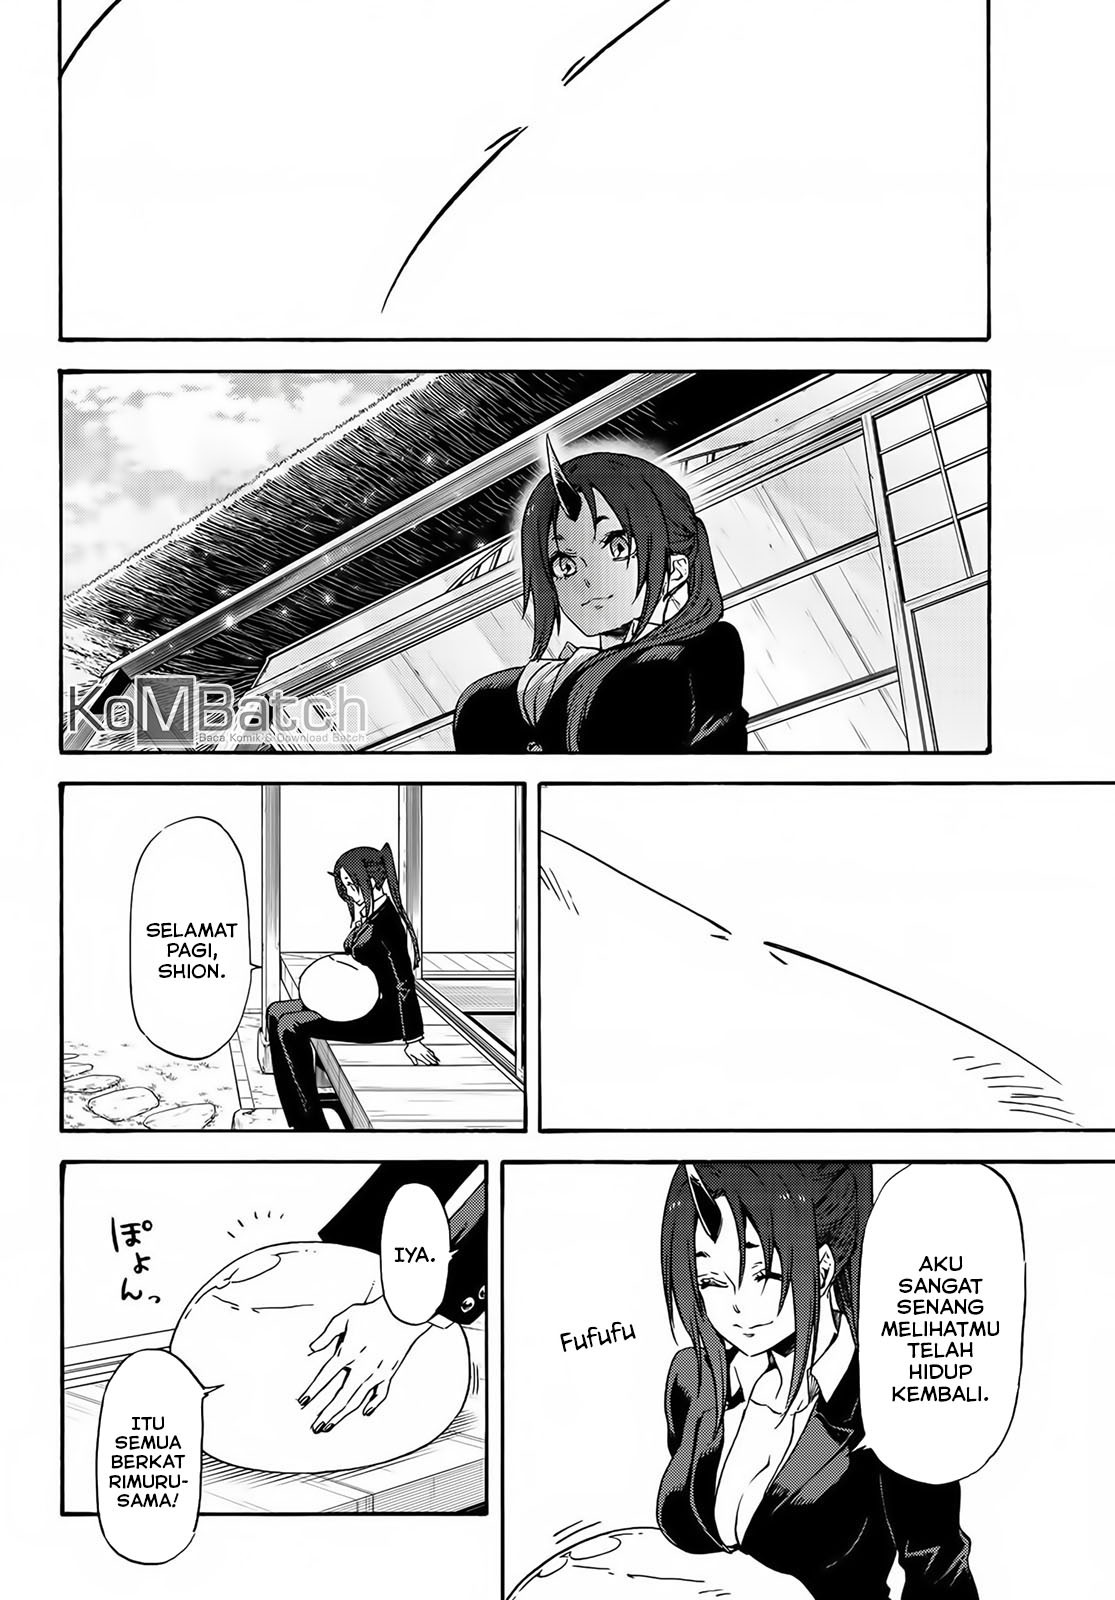 KoMBatch
Baca Komik & Download Batch
SELAMAT
PAGI,
SHION.
AKU
SANGAT
SENANG
MELIHATMU
TELAH
HIDUP
KEMBALI.
Fufufu
IYA.
ぽよんっ
ITU
SEMUA
BERKAT
RIMURU-
SAMA!